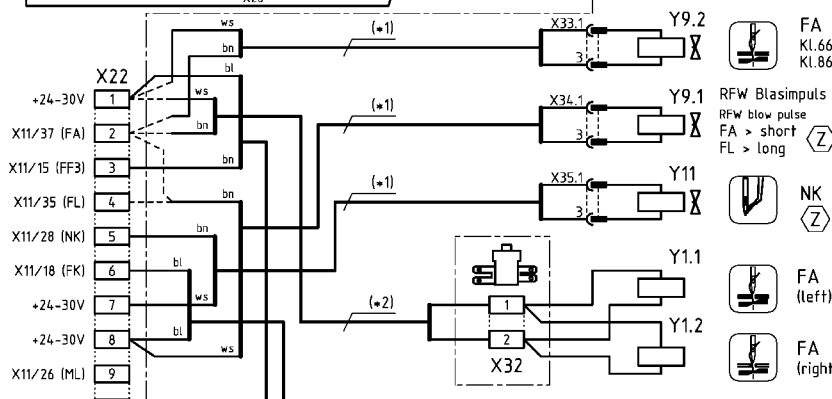 ws
(*1)
X33.1
Y9.2
FA
bn
Kl.66
3
Kl.86
X22
bl
+24-30V 1
ws
(*1)
X34.1
Y9.1
RFW Blasimpuls
RFW blow pulse
X11/37 (FA) 2
bn
3
FA > short
FL > long
Z
X11/15 (FF3) 3
bn
(*1)
X35.1
Y11
X11/35 (FL) 4
3
NK
Z
X11/28 (NK) 5
bn
X11/18 (FK) 6
bl
Y1.1
+24-30V 7
ws
(*2)
1
FA
(left)
+24-30V 8
bl
2
Y1.2
ws
X32
FA
(right
X11/26 (ML) 9